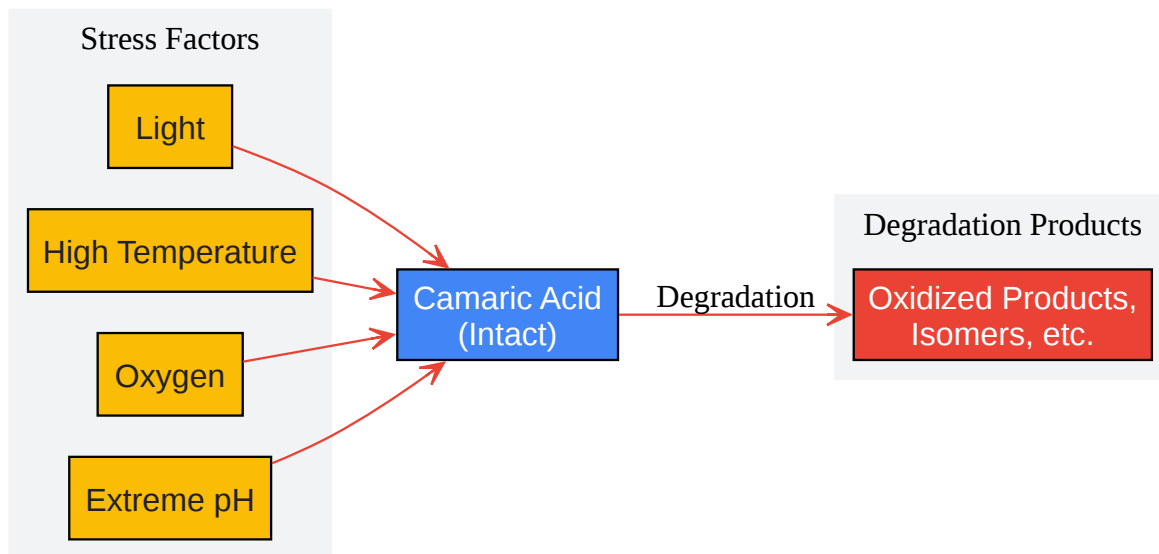 Stress Factors
Light
High Temperature
Oxygen
Extreme pH
Camaric Acid
(Intact)
Degradation
Degradation Products
Oxidized Products,
Isomers, etc.